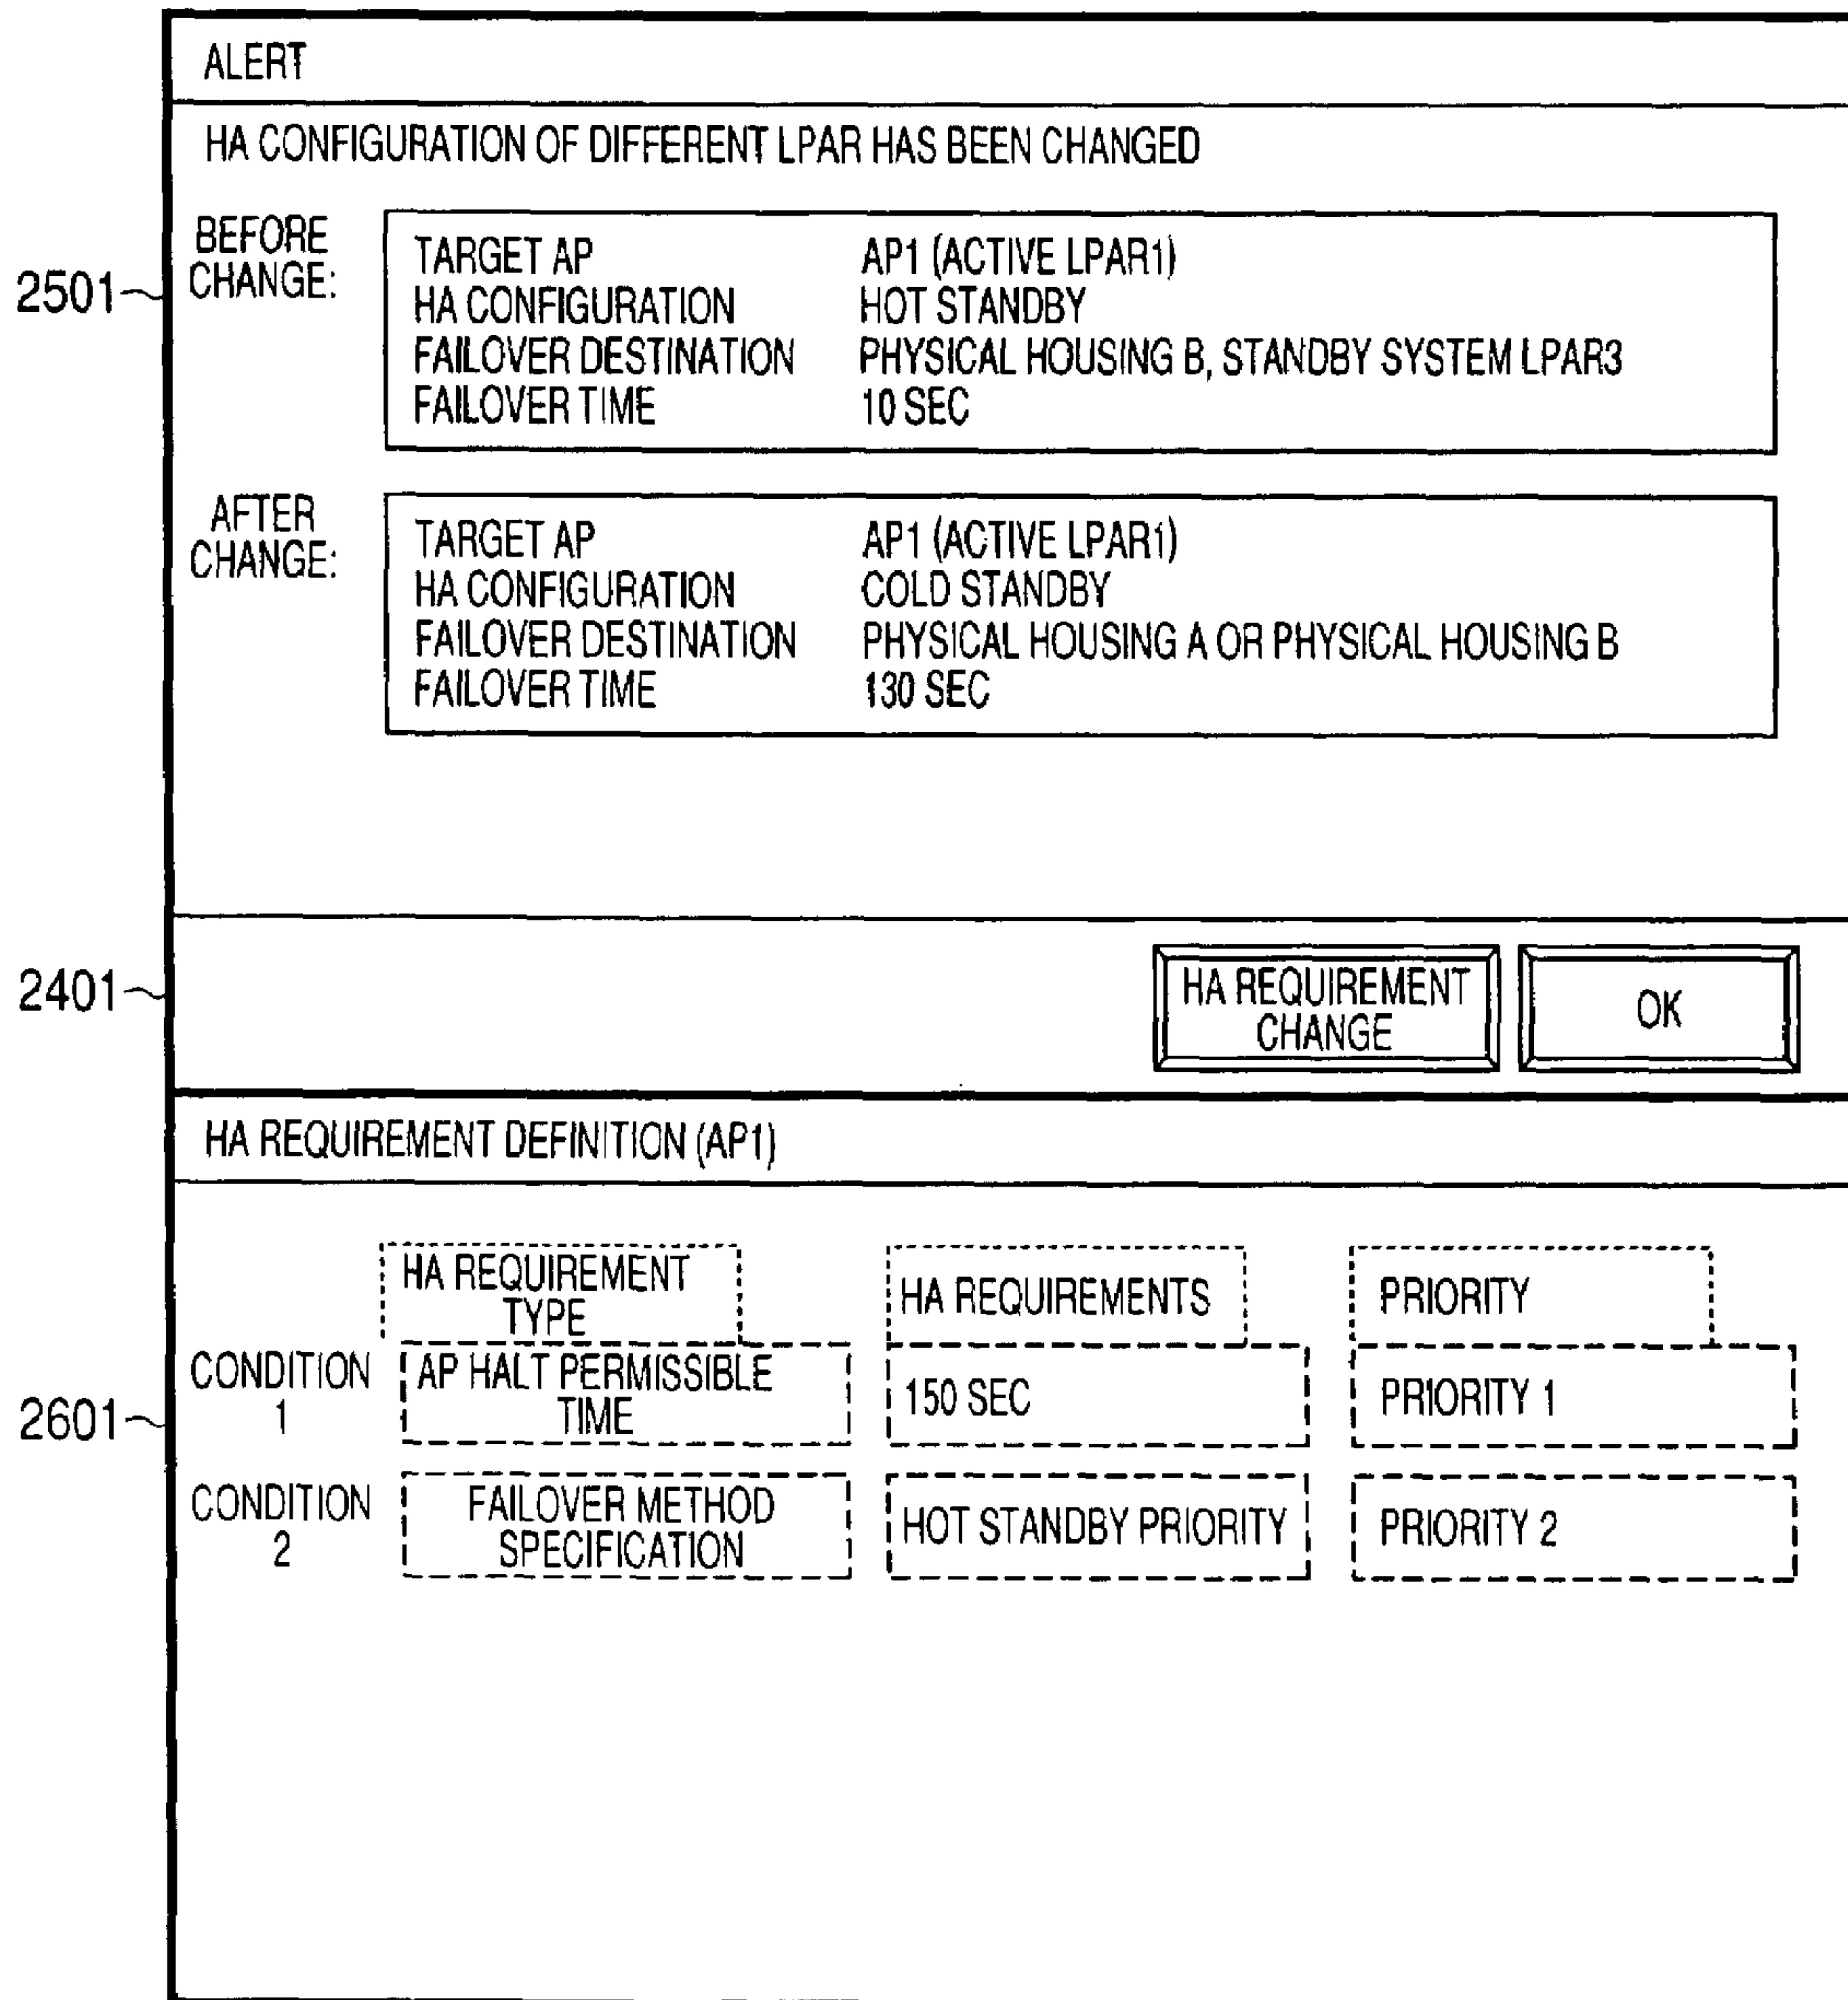 ALERT
HA CONFIGURATION OF DIFFERENT LPAR HAS BEEN CHANGED
2501
BEFORE
CHANGE:
TARGET AP AP1 (ACTIVE LPAR1)
HA CONFIGURATION HOT STANDBY
FAILOVER DESTINATION PHYSICAL HOUSING B, STANDBY SYSTEM LPAR3
FAILOVER TIME 10 SEC
AFTER
CHANGE:
TARGET AP AP1 (ACTIVE LPAR1)
HA CONFIGURATION COLD STANDBY
FAILOVER DESTINATION PHYSICAL HOUSING A OR PHYSICAL HOUSING B
FAILOVER TIME 130 SEC
2401
HA REQUIREMENT
CHANGE
OK
HA REQUIREMENT DEFINITION (AP1)
HA REQUIREMENT
TYPE
HA REQUIREMENTS
PRIORITY
2601
CONDITION
1
AP HALT PERMISSIBLE
TIME
150 SEC
PRIORITY 1
CONDITION
2
FAILOVER METHOD
SPECIFICATION
HOT STANDBY PRIORITY
PRIORITY 2